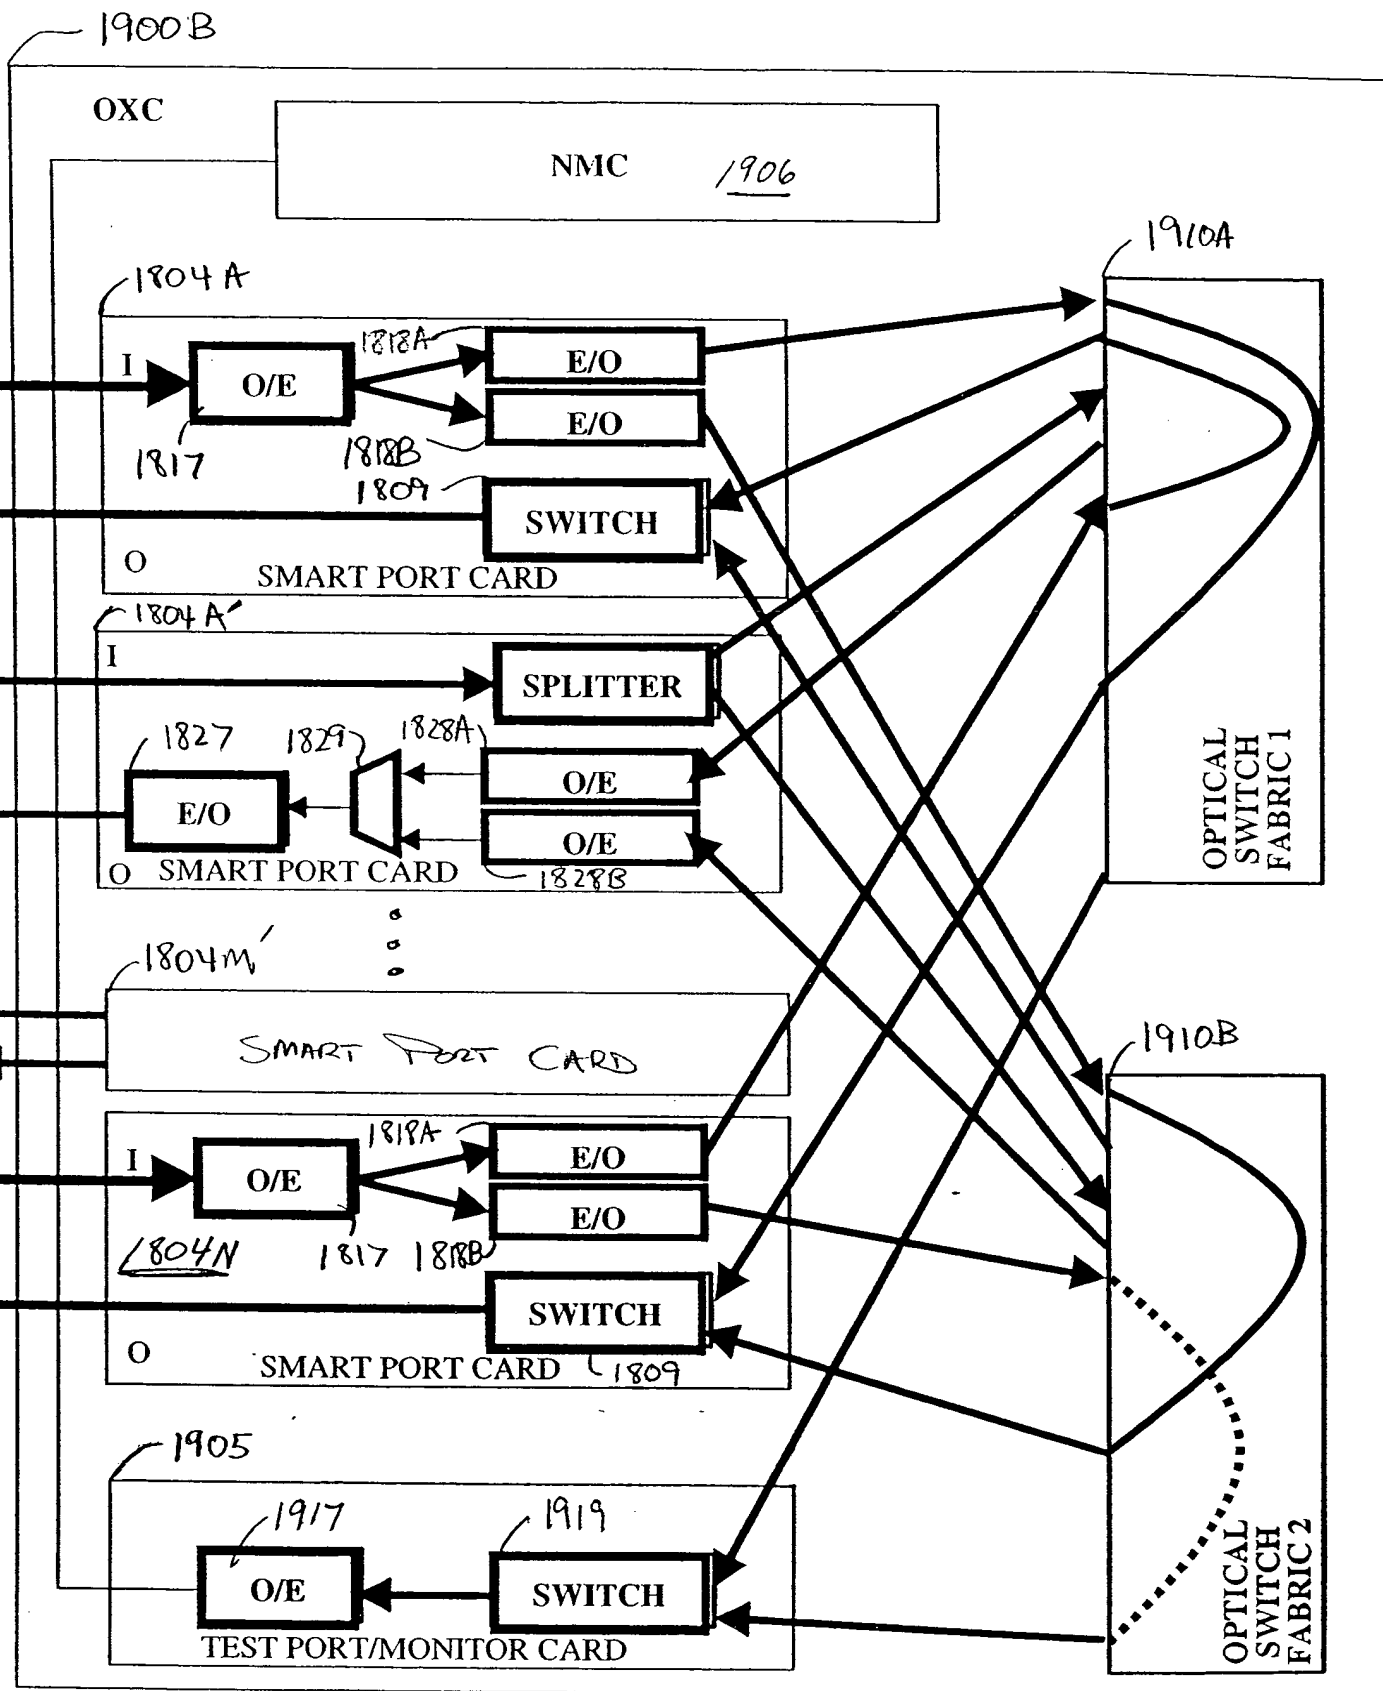 1900B
OXC
NMC 1906
1910A
1804A
I
O/E
1818A
E/O
E/O
1817
1818B
1809
SWITCH
O
SMART PORT CARD
1804A'
I
SPLITTER
1827
1829
1828A
O/E
E/O
O/E
O
SMART PORT CARD
1828B
OPTICAL
SWITCH
FABRIC 1
1804M'
SMART PORT CARD
1910B
1818A
I
O/E
E/O
E/O
1804N
1817
1818B
SWITCH
O
SMART PORT CARD
1809
1905
1917
1919
O/E
SWITCH
TEST PORT/MONITOR CARD
OPTICAL
SWITCH
FABRIC 2